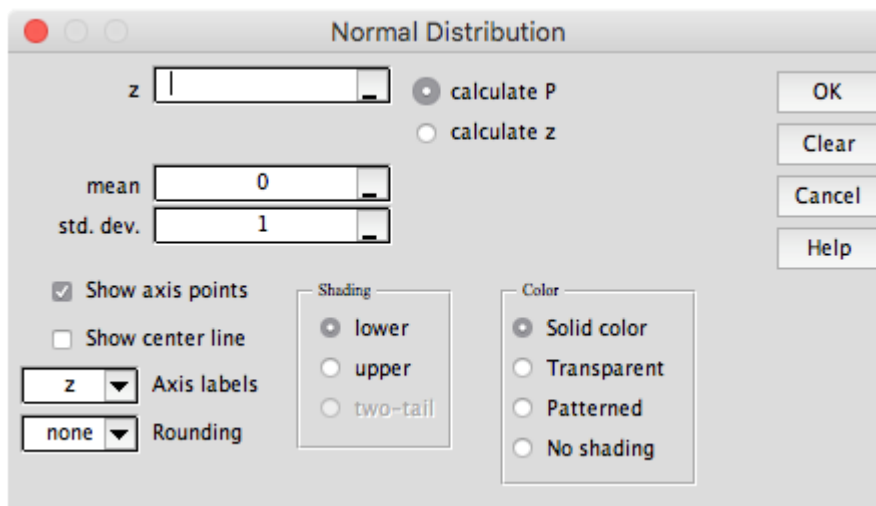 Normal Distribution
z
calculate P
OK
calculate z
Clear
mean 0
Cancel
std. dev. 1
Help
Show axis points
Shading
Color
lower
Solid color
Show center line
upper
Transparent
z Axis labels
two-tail
Patterned
none Rounding
No shading